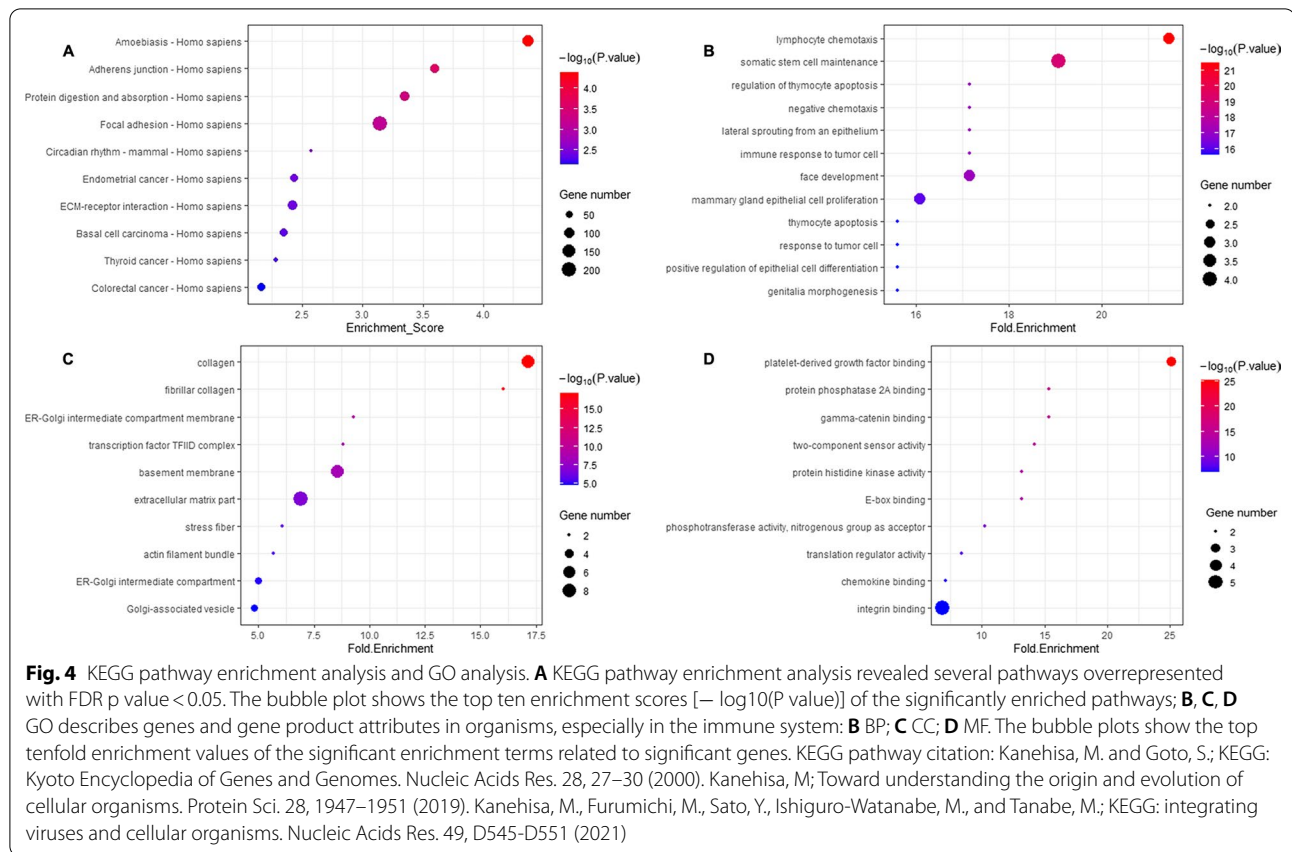 A
Amoebiasis - Homo sapiens
Adherens junction - Homo sapiens
Protein digestion and absorption - Homo sapiens
Focal adhesion - Homo sapiens
Circadian rhythm - mammal - Homo sapiens
Endometrial cancer - Homo sapiens
ECM-receptor interaction - Homo sapiens
Basal cell carcinoma - Homo sapiens
Thyroid cancer - Homo sapiens
Colorectal cancer - Homo sapiens
2.5 3.0 3.5 4.0
Enrichment_Score
−log10(P.value)
4.0
3.5
3.0
2.5
Gene number
50
100
150
200
B
lymphocyte chemotaxis
somatic stem cell maintenance
regulation of thymocyte apoptosis
negative chemotaxis
lateral sprouting from an epithelium
immune response to tumor cell
face development
mammary gland epithelial cell proliferation
thymocyte apoptosis
response to tumor cell
positive regulation of epithelial cell differentiation
genitalia morphogenesis
16 18 20
Fold.Enrichment
−log10(P.value)
21
20
19
18
17
16
Gene number
2.0
2.5
3.0
3.5
4.0
C
collagen
fibrillar collagen
ER-Golgi intermediate compartment membrane
transcription factor TFIID complex
basement membrane
extracellular matrix part
stress fiber
actin filament bundle
ER-Golgi intermediate compartment
Golgi-associated vesicle
5.0 7.5 10.0 12.5 15.0 17.5
Fold.Enrichment
−log10(P.value)
15.0
12.5
10.0
7.5
5.0
Gene number
2
4
6
8
D
platelet-derived growth factor binding
protein phosphatase 2A binding
gamma-catenin binding
two-component sensor activity
protein histidine kinase activity
E-box binding
phosphotransferase activity, nitrogenous group as acceptor
translation regulator activity
chemokine binding
integrin binding
10 15 20 25
Fold.Enrichment
−log10(P.value)
25
20
15
10
Gene number
2
3
4
5
Fig. 4 KEGG pathway enrichment analysis and GO analysis. A KEGG pathway enrichment analysis revealed several pathways overrepresented
with FDR p value < 0.05. The bubble plot shows the top ten enrichment scores [− log10(P value)] of the significantly enriched pathways; B, C, D
GO describes genes and gene product attributes in organisms, especially in the immune system: B BP; C CC; D MF. The bubble plots show the top
tenfold enrichment values of the significant enrichment terms related to significant genes. KEGG pathway citation: Kanehisa, M. and Goto, S.; KEGG:
Kyoto Encyclopedia of Genes and Genomes. Nucleic Acids Res. 28, 27–30 (2000). Kanehisa, M; Toward understanding the origin and evolution of
cellular organisms. Protein Sci. 28, 1947–1951 (2019). Kanehisa, M., Furumichi, M., Sato, Y., Ishiguro-Watanabe, M., and Tanabe, M.; KEGG: integrating
viruses and cellular organisms. Nucleic Acids Res. 49, D545-D551 (2021)